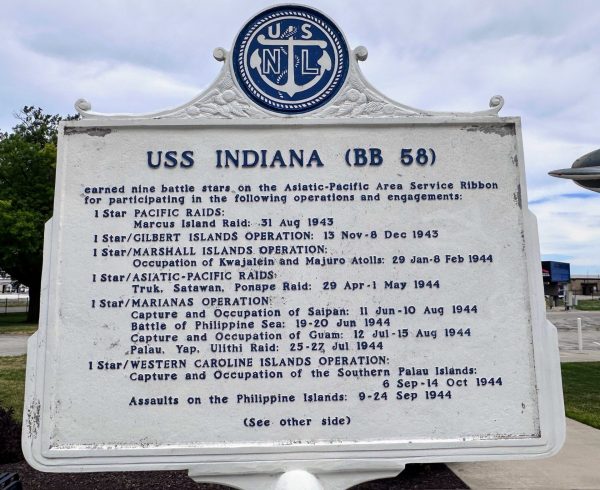 U S
N L
USS INDIANA (BB 58)
earned nine battle stars on the Asiatic-Pacific Area Service Ribbon
for participating in the following operations and engagements:
1 Star PACIFIC RAIDS:
Marcus Island Raid: 31 Aug 1943
1 Star/GILBERT ISLANDS OPERATION: 13 Nov-8 Dec 1943
1 Star/MARSHALL ISLANDS OPERATION:
Occupation of Kwajalein and Majuro Atolls: 29 Jan-8 Feb 1944
1 Star/ASIATIC-PACIFIC RAIDS:
Truk, Satawan, Ponape Raid: 29 Apr-1 May 1944
1 Star/MARIANAS OPERATION:
Capture and Occupation of Saipan: 11 Jun-10 Aug 1944
Battle of Philippine Sea: 19-20 Jun 1944
Capture and Occupation of Guam: 12 Jul-15 Aug 1944
Palau, Yap, Ulithi Raid: 25-27 Jul 1944
1 Star/WESTERN CAROLINE ISLANDS OPERATION:
Capture and Occupation of the Southern Palau Islands:
6 Sep-14 Oct 1944
Assaults on the Philippine Islands: 9-24 Sep 1944
(See other side)